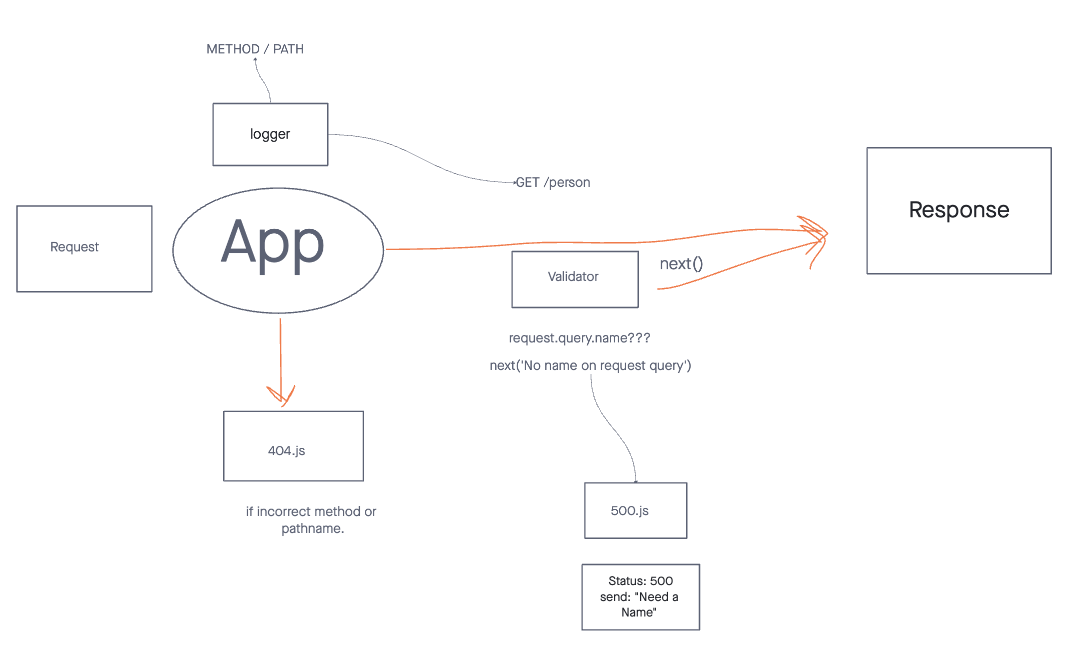 METHOD / PATH
logger
GET /person
Request
App
Response
Validator
next()
request.query.name???
next('No name on request query')
404.js
if incorrect method or
pathname.
500.js
Status: 500
send: "Need a
Name"